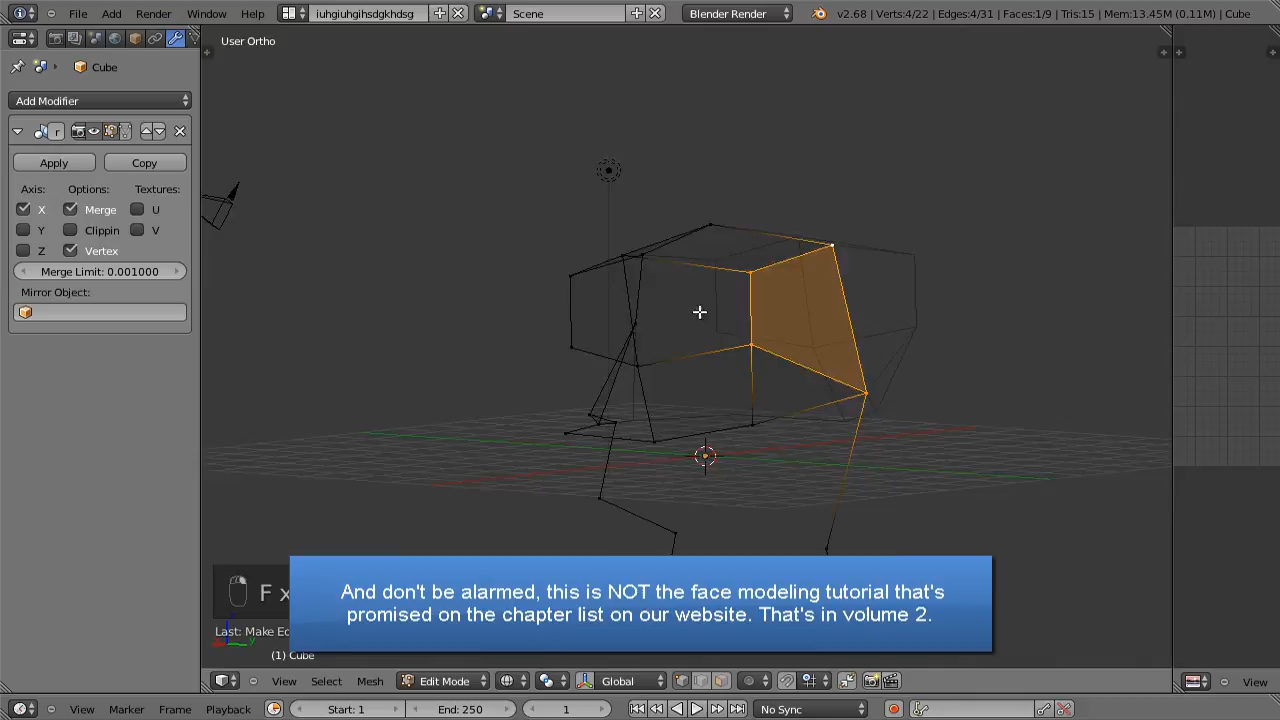 File Add Render Window Help iuhgiuhgihsdgkhdsg Scene Blender Render v2.68 | Verts:4/22 | Edges:4/31 | Faces:1/9 | Tris:15 | Mem:13.45M (0.11M) | Cube
User Ortho
Cube
Add Modifier
r
Apply Copy
Axis: Options: Textures:
X Merge U
Y Clippin V
Z Vertex
Merge Limit: 0.001000
Mirror Object:
And don't be alarmed, this is NOT the face modeling tutorial that's
promised on the chapter list on our website. That's in volume 2.
F x
Last: Make Ed
(1) Cube
View Select Mesh Edit Mode Global View
View Marker Frame Playback Start: 1 End: 250 1 No Sync